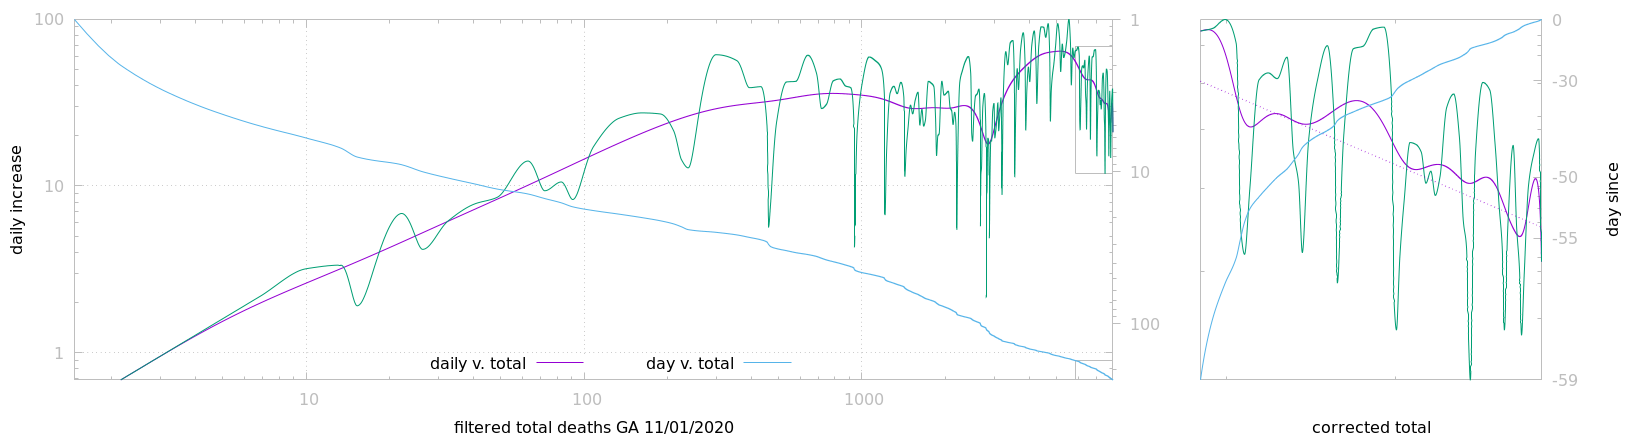 100
10
1
daily increase
10
100
1000
filtered total deaths GA 11/01/2020
daily v. total
day v. total
1
10
100
0
-30
-50
-55
-59
day since
corrected total